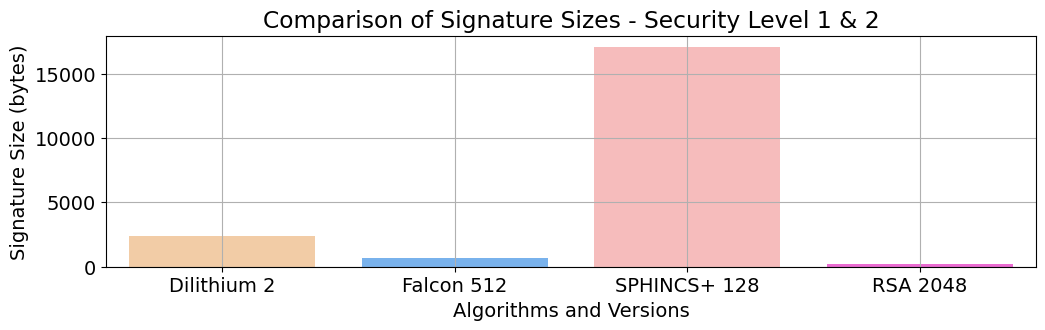 Comparison of Signature Sizes - Security Level 1 & 2
Signature Size (bytes)
15000
10000
5000
0
Dilithium 2
Falcon 512
SPHINCS+ 128
RSA 2048
Algorithms and Versions